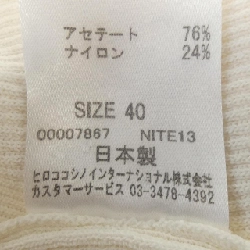 アセテート 76%
ナイロン 24%
SIZE 40
00007867 NITE13
日本製
ヒロココシノインターナショナル株式会社
カスタマーサービス 03-3479-4392